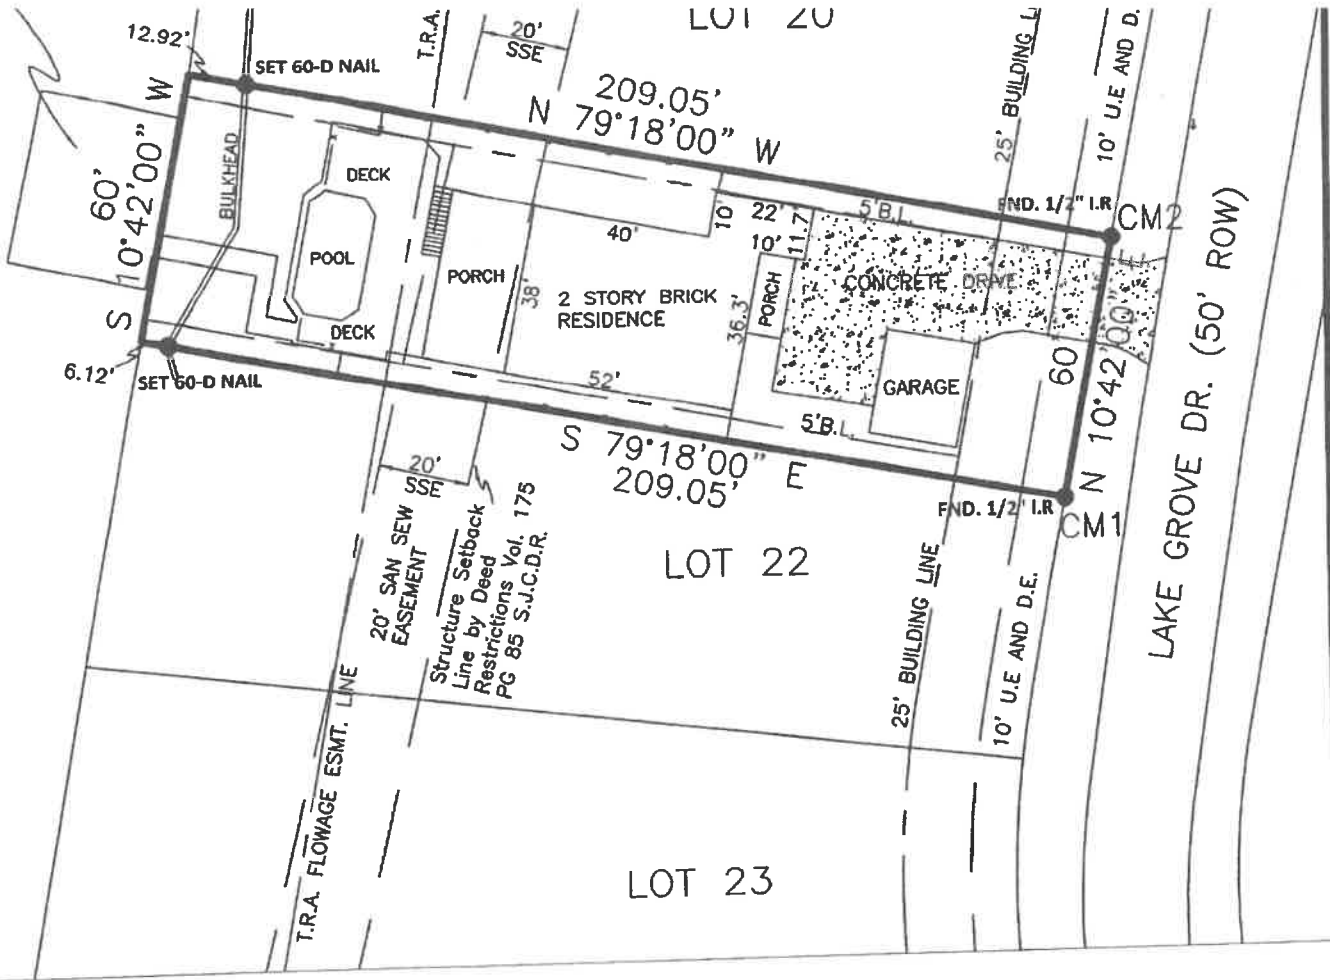 LOT 20
12.92'
SET 60-D NAIL
T.R.A.
20'
SSE
25' BUILDING L
10' U.E AND D.
209.05'
N 79°18'00" W
S 10°42'00" W
60'
BULKHEAD
DECK
POOL
DECK
PORCH
40'
38'
10'
22'
11.7'
10'
5'B.L.
FND. 1/2" I.R
CM2
2 STORY BRICK
RESIDENCE
36.3'
PORCH
CONCRETE DRIVE
GARAGE
60
N 10°42'00"
LAKE GROVE DR. (50' ROW)
6.12'
SET 60-D NAIL
52'
5'B.L.
S 79°18'00" E
209.05'
FND. 1/2' I.R
CM1
20'
SSE
20' SAN SEW
EASEMENT
Structure Setback
Line by Deed
Restrictions Vol. 175
PG 85 S.J.C.D.R.
LOT 22
25' BUILDING LINE
10' U.E AND D.E.
T.R.A. FLOWAGE ESMT. LINE
LOT 23